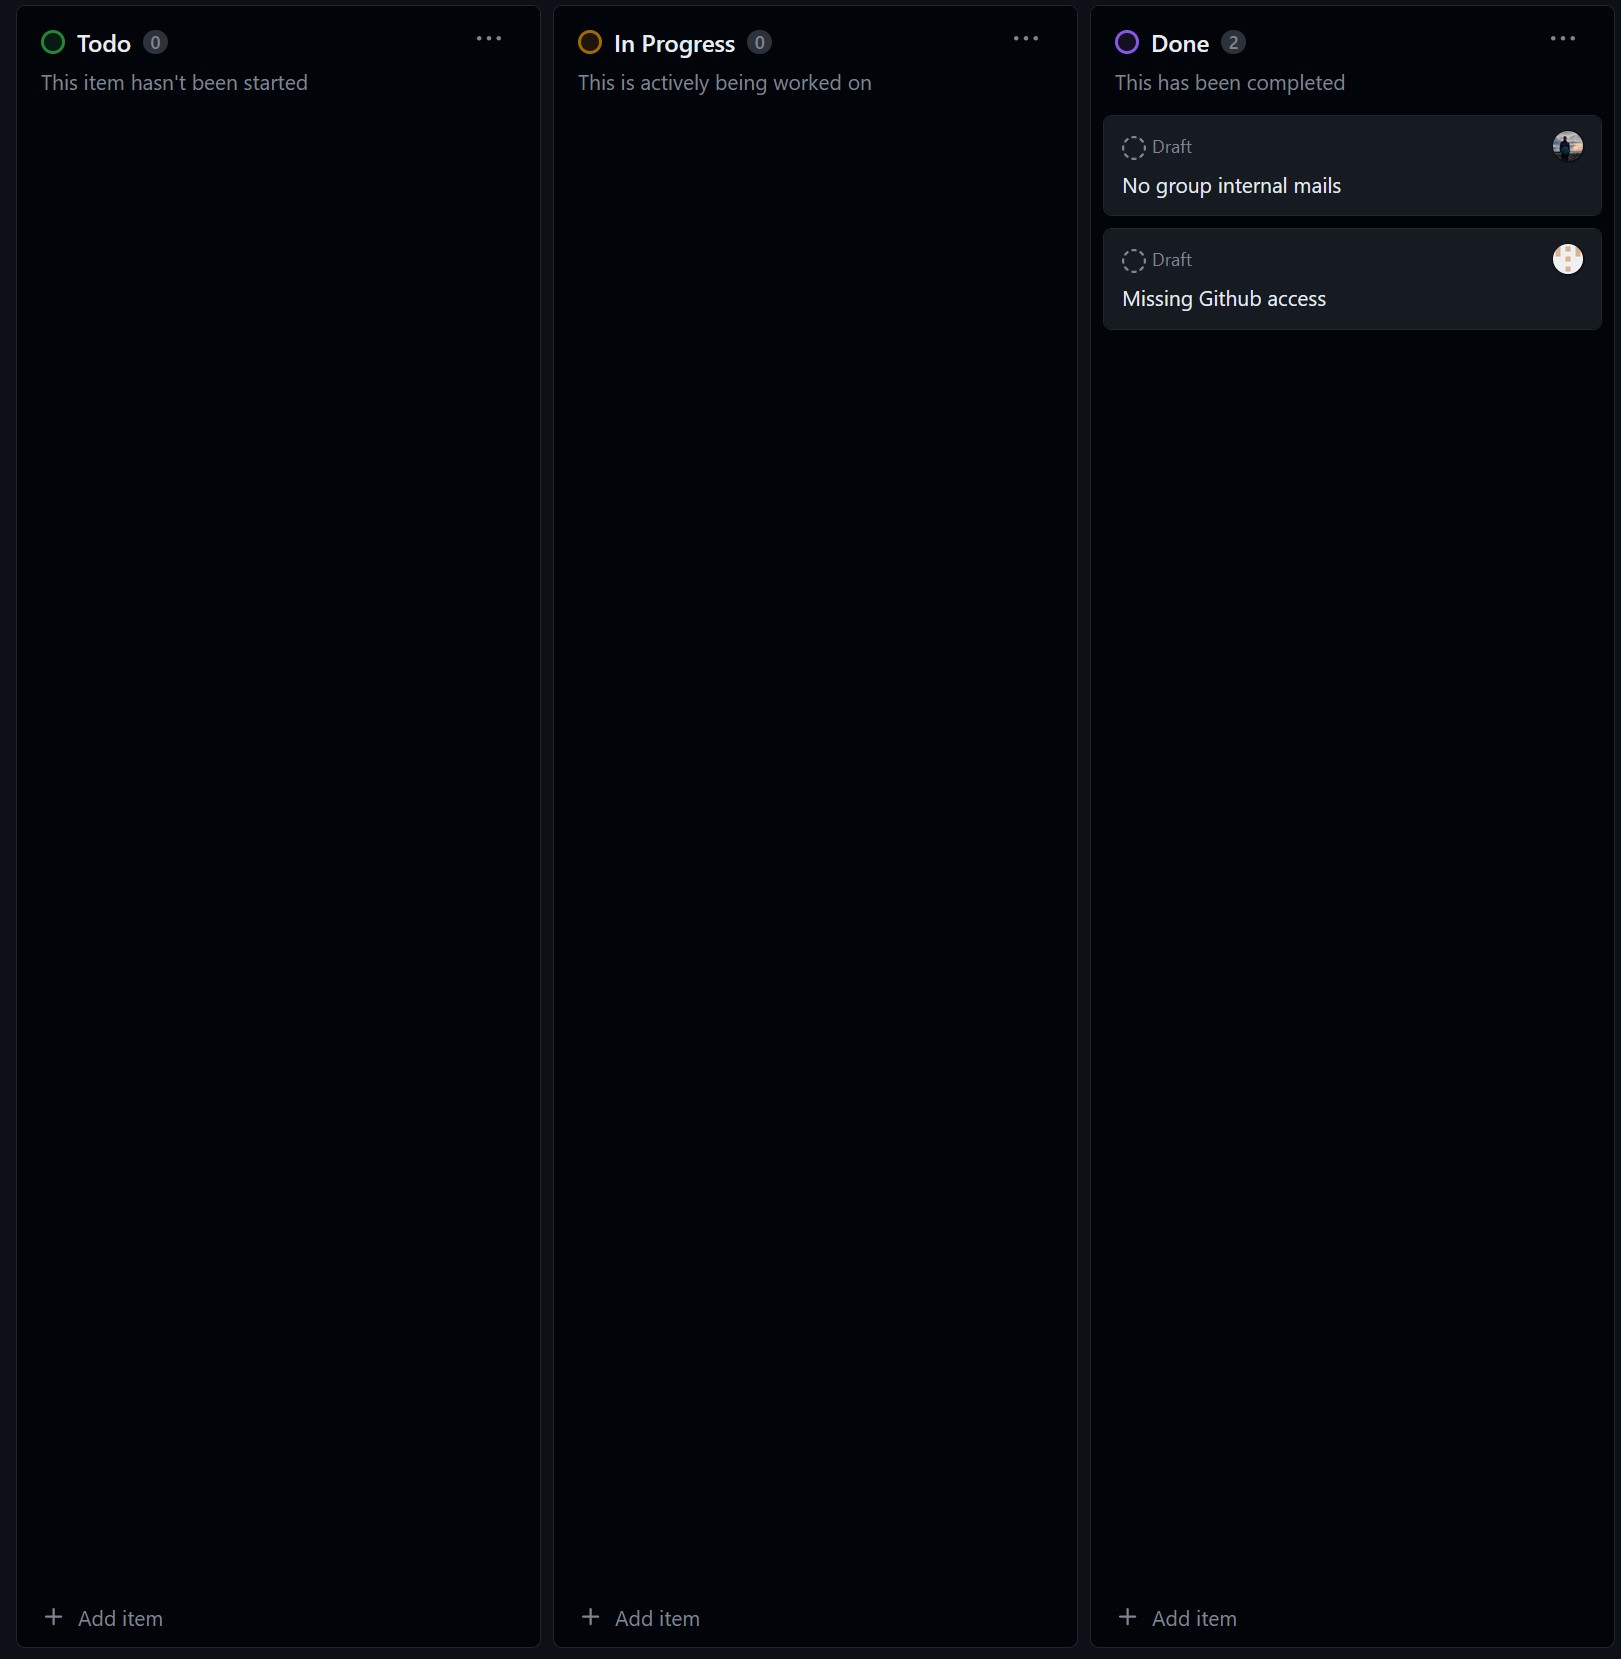 Todo 0
This item hasn't been started
In Progress 0
This is actively being worked on
Done 2
This has been completed
Draft
No group internal mails
Draft
Missing Github access
Add item
Add item
Add item